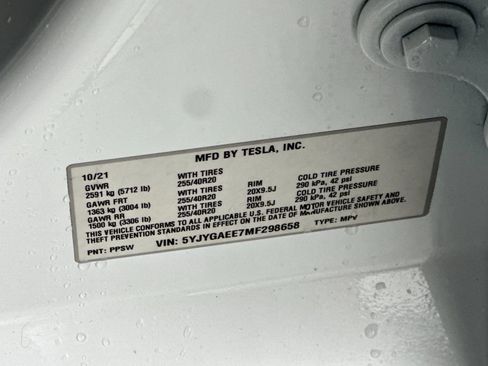 MFD BY TESLA, INC.
10/21
GVWR WITH TIRES
2591 kg (5712 lb) 255/40R20 RIM COLD TIRE PRESSURE
GAWR FRT WITH TIRES 20X9.5J 290 kPa, 42 psi
1363 kg (3004 lb) 255/40R20 RIM COLD TIRE PRESSURE
GAWR RR WITH TIRES 20X9.5J 290 kPa, 42 psi
1500 kg (3306 lb) 255/40R20
THIS VEHICLE CONFORMS TO ALL APPLICABLE U.S. FEDERAL MOTOR VEHICLE SAFETY AND
THEFT PREVENTION STANDARDS IN EFFECT ON THE DATE OF MANUFACTURE SHOWN ABOVE.
PNT: PPSW VIN: 5YJYGAEE7MF298658 TYPE: MPV